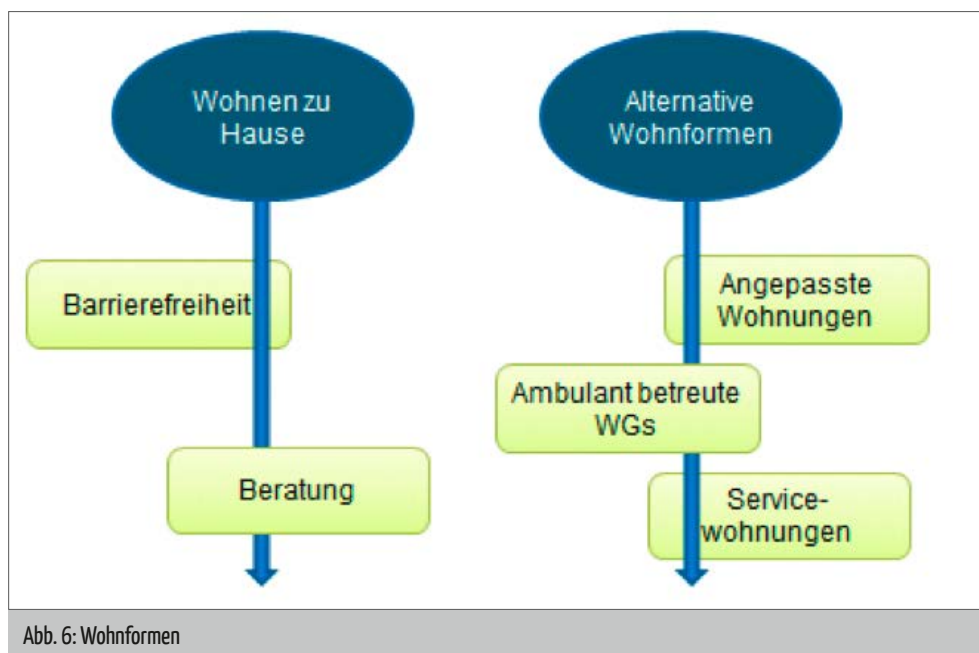 Wohnen zu
Hause
Barrierefreiheit
Beratung
Alternative
Wohnformen
Angepasste
Wohnungen
Ambulant betreute
WGs
Service-
wohnungen
Abb. 6: Wohnformen